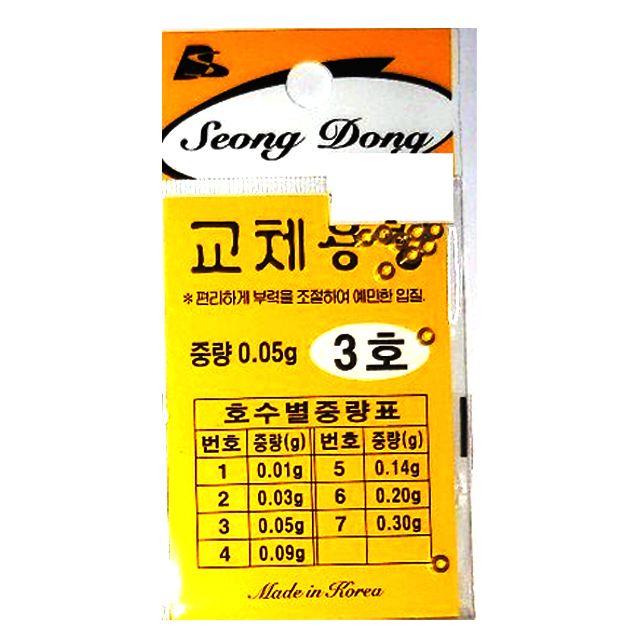 Seong Dong
교체용
※편리하게 부력을 조절하여 예민한 입질.
중량 0.05g 3호
호수별중량표
번호 중량(g) 번호 중량(g)
1 0.01g 5 0.14g
2 0.03g 6 0.20g
3 0.05g 7 0.30g
4 0.09g
Made in Korea